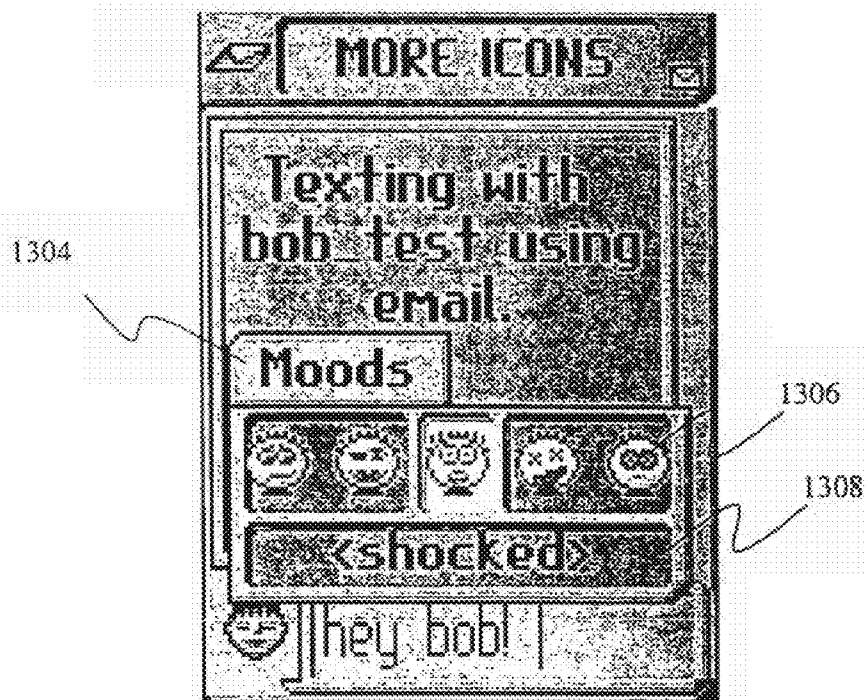 MORE ICONS
Texting with
bob_test using
email.
1304
Moods
1306
1308
<shocked>
hey bob!